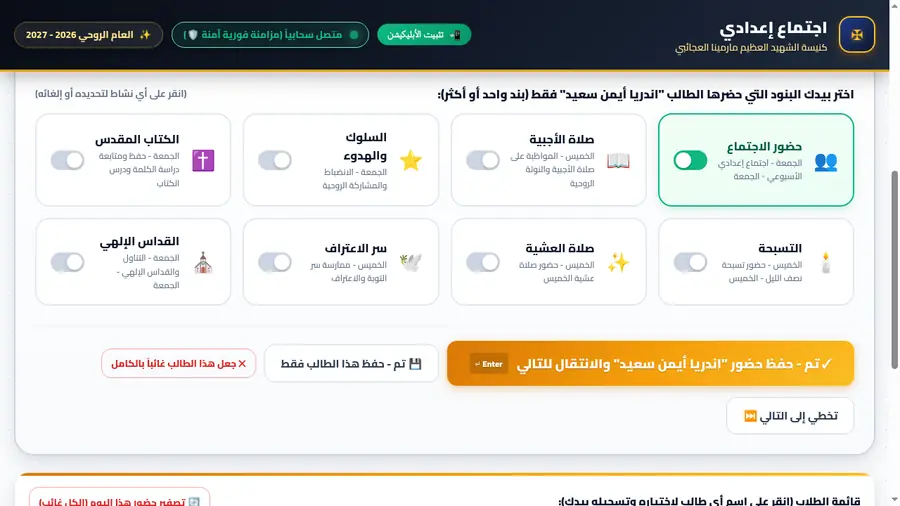 اجتماع إعدادي
كنيسة الشهيد العظيم مارمينا العجائبي
تثبيت الأبليكيشن
متصل سحابياً (مزامنة فورية آمنة 🛡️)
✨ العام الروحي 2026 - 2027
اختر بيدك البنود التي حضرها الطالب "اندريا أيمن سعيد" فقط (بند واحد أو أكثر):
(انقر على أي نشاط لتحديده أو إلغائه)
حضور الاجتماع
الجمعة - اجتماع إعدادي
الأسبوعي - الجمعة
صلاة الأجبية
الخميس - المواظبة على
صلاة الأجبية والنوتة
الروحية
السلوك
والهدوء
الجمعة - الانضباط
والمشاركة الروحية
الكتاب المقدس
الجمعة - حفظ ومتابعة
دراسة الكلمة ودرس
الكتاب
التسبحة
الخميس - حضور تسبحة
نصف الليل - الخميس
صلاة العشية
الخميس - حضور صلاة
عشية الخميس
سر الاعتراف
الخميس - ممارسة سر
التوبة والاعتراف
القداس الإلهي
الجمعة - التناول
والقداس الإلهي -
الجمعة
✓ تم - حفظ حضور "اندريا أيمن سعيد" والانتقال للتالي Enter ↵
💾 تم - حفظ هذا الطالب فقط
❌ جعل هذا الطالب غائباً بالكامل
تخطي إلى التالي ⏭️
قائمة الطلاب (انقر على اسم أي طالب لاختياره وتسجيله بيدك):
🔄 تصفير حضور هذا اليوم (الكل غائب)